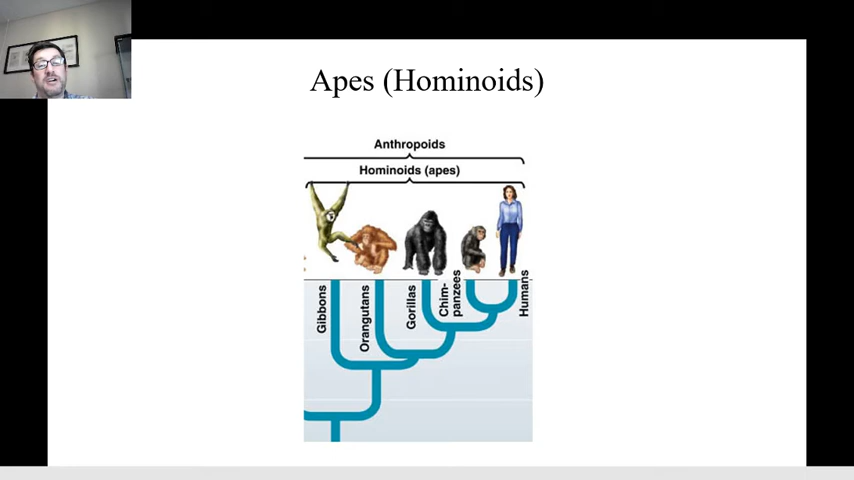 Apes (Hominoids)
Anthropoids
Hominoids (apes)
Gibbons
Orangutans
Gorillas
Chim-
panzees
Humans